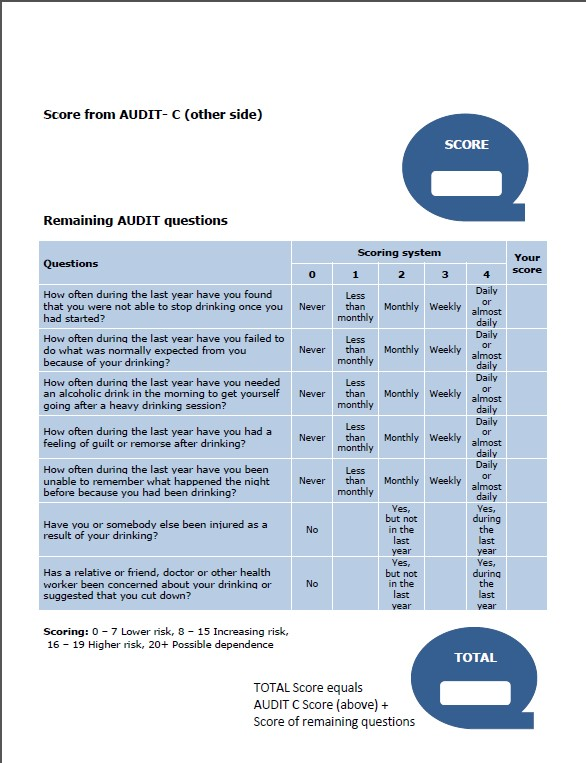 Score from AUDIT- C (other side)
SCORE
Remaining AUDIT questions
Questions
Scoring system
Your
score
0 1 2 3 4
How often during the last year have you found
that you were not able to stop drinking once you
had started?
Never
Less
than
monthly
Monthly
Weekly
Daily
or
almost
daily
How often during the last year have you failed to
do what was normally expected from you
because of your drinking?
Never
Less
than
monthly
Monthly
Weekly
Daily
or
almost
daily
How often during the last year have you needed
an alcoholic drink in the morning to get yourself
going after a heavy drinking session?
Never
Less
than
monthly
Monthly
Weekly
Daily
or
almost
daily
How often during the last year have you had a
feeling of guilt or remorse after drinking?
Never
Less
than
monthly
Monthly
Weekly
Daily
or
almost
daily
How often during the last year have you been
unable to remember what happened the night
before because you had been drinking?
Never
Less
than
monthly
Monthly
Weekly
Daily
or
almost
daily
Have you or somebody else been injured as a
result of your drinking?
No
Yes,
but not
in the
last
year
Yes,
during
the
last
year
Has a relative or friend, doctor or other health
worker been concerned about your drinking or
suggested that you cut down?
No
Yes,
but not
in the
last
year
Yes,
during
the
last
year
Scoring: 0 – 7 Lower risk, 8 – 15 Increasing risk,
16 – 19 Higher risk, 20+ Possible dependence
TOTAL
TOTAL Score equals
AUDIT C Score (above) +
Score of remaining questions